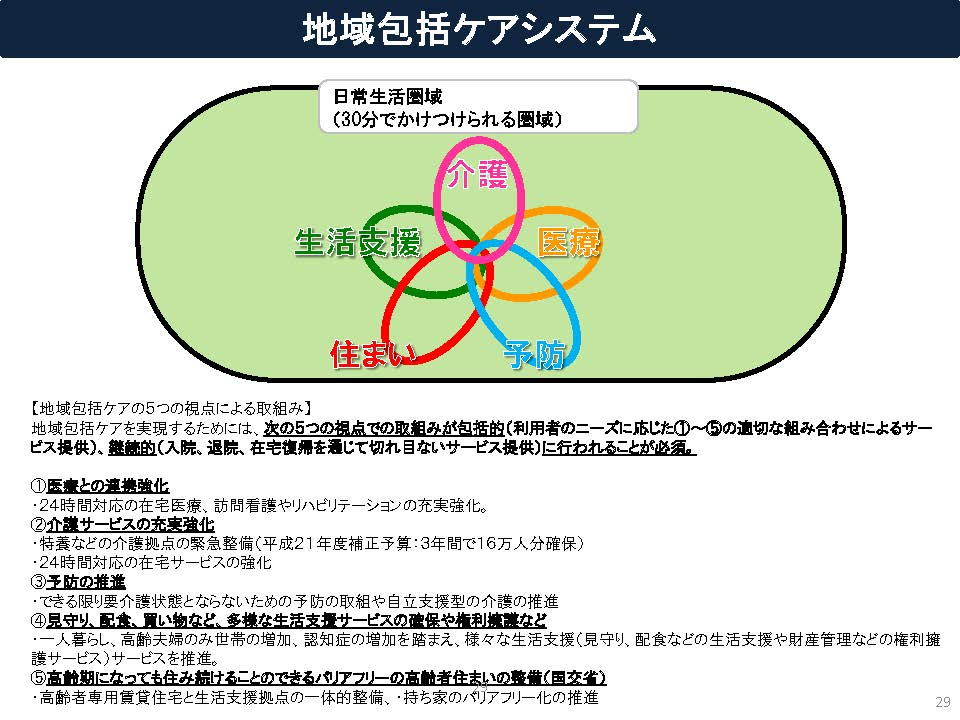 地域包括ケアシステム
日常生活圏域
（30分でかけつけられる圏域）
介護
生活支援
医療
住まい
予防
【地域包括ケアの５つの視点による取組み】
地域包括ケアを実現するためには、次の５つの視点での取組みが包括的（利用者のニーズに応じた①～⑤の適切な組み合わせによるサー
ビス提供）、継続的（入院、退院、在宅復帰を通じて切れ目ないサービス提供）に行われることが必須。
①医療との連携強化
・２４時間対応の在宅医療、訪問看護やリハビリテーションの充実強化。
②介護サービスの充実強化
・特養などの介護拠点の緊急整備（平成２１年度補正予算：３年間で１６万人分確保）
・２４時間対応の在宅サービスの強化
③予防の推進
・できる限り要介護状態とならないための予防の取組や自立支援型の介護の推進
④見守り、配食、買い物など、多様な生活支援サービスの確保や権利擁護など
・一人暮らし、高齢夫婦のみ世帯の増加、認知症の増加を踏まえ、様々な生活支援（見守り、配食などの生活支援や財産管理などの権利擁
護サービス）サービスを推進。
⑤高齢期になっても住み続けることのできるバリアフリーの高齢者住まいの整備（国交省）
・高齢者専用賃貸住宅と生活支援拠点の一体的整備、・持ち家のバリアフリー化の推進
29